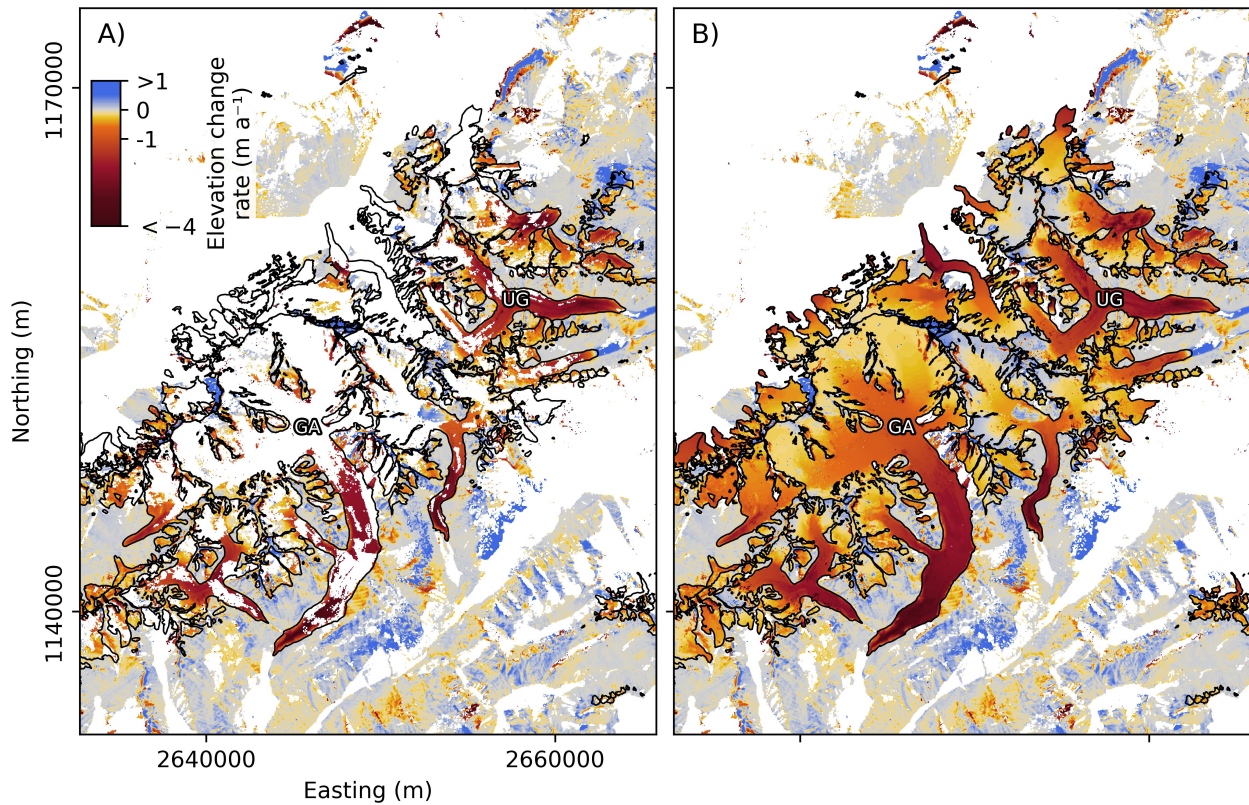 A)
B)
>1
0
-1
< −4
Elevation change
rate (m a⁻¹)
UG
GA
UG
GA
1170000
1140000
Northing (m)
2640000
2660000
Easting (m)